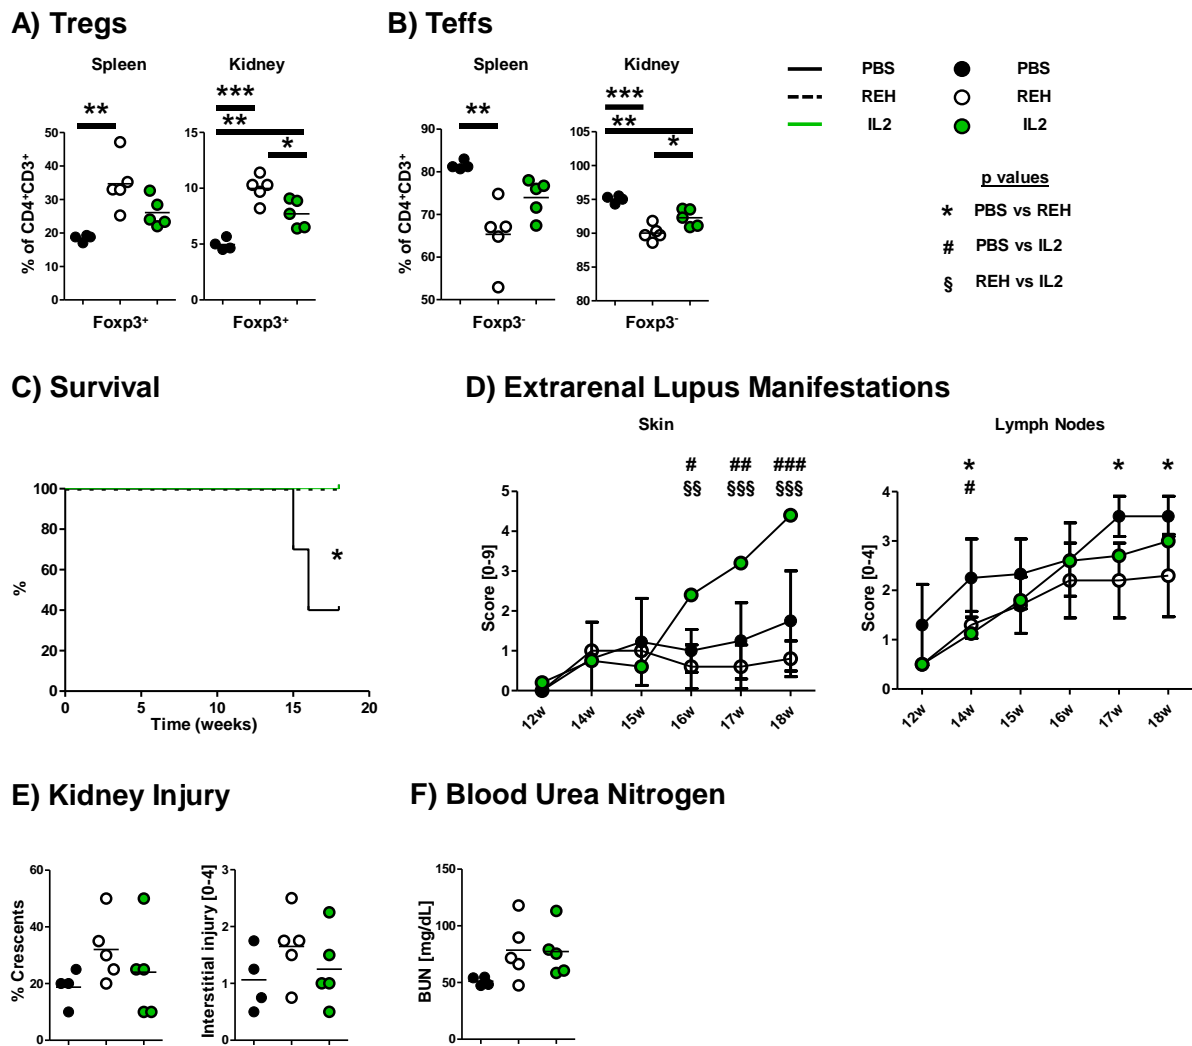 A) Tregs
B) Teffs
Spleen
Kidney
Spleen
Kidney
PBS
REH
IL2
PBS
REH
IL2
p values
* PBS vs REH
# PBS vs IL2
§ REH vs IL2
**
***
**
*
% of CD4⁺CD3⁺
50
40
30
20
10
0
15
10
5
0
Foxp3⁺
Foxp3⁺
**
***
**
*
% of CD4⁺CD3⁺
90
80
70
60
50
105
100
95
90
85
80
Foxp3⁻
Foxp3⁻
C) Survival
%
100
80
60
40
20
0
*
0 5 10 15 20
Time (weeks)
D) Extrarenal Lupus Manifestations
Skin
# ## ###
§§ §§§ §§§
Score [0-9]
5
4
3
2
1
0
12w 14w 15w 16w 17w 18w
Lymph Nodes
* * *
#
Score [0-4]
4
3
2
1
0
12w 14w 15w 16w 17w 18w
E) Kidney Injury
% Crescents
60
40
20
0
Interstitial injury [0-4]
3
2
1
0
F) Blood Urea Nitrogen
BUN [mg/dL]
150
100
50
0